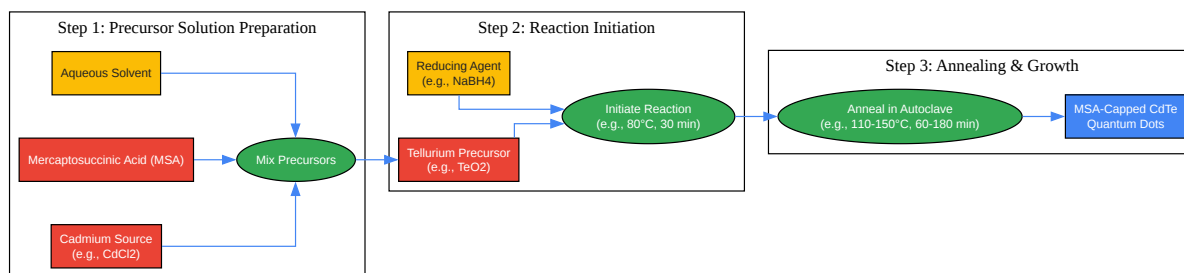 Step 1: Precursor Solution Preparation
Aqueous Solvent
Mercaptosuccinic Acid (MSA)
Mix Precursors
Cadmium Source
(e.g., CdCl2)
Step 2: Reaction Initiation
Reducing Agent
(e.g., NaBH4)
Initiate Reaction
(e.g., 80°C, 30 min)
Tellurium Precursor
(e.g., TeO2)
Step 3: Annealing & Growth
Anneal in Autoclave
(e.g., 110-150°C, 60-180 min)
MSA-Capped CdTe
Quantum Dots